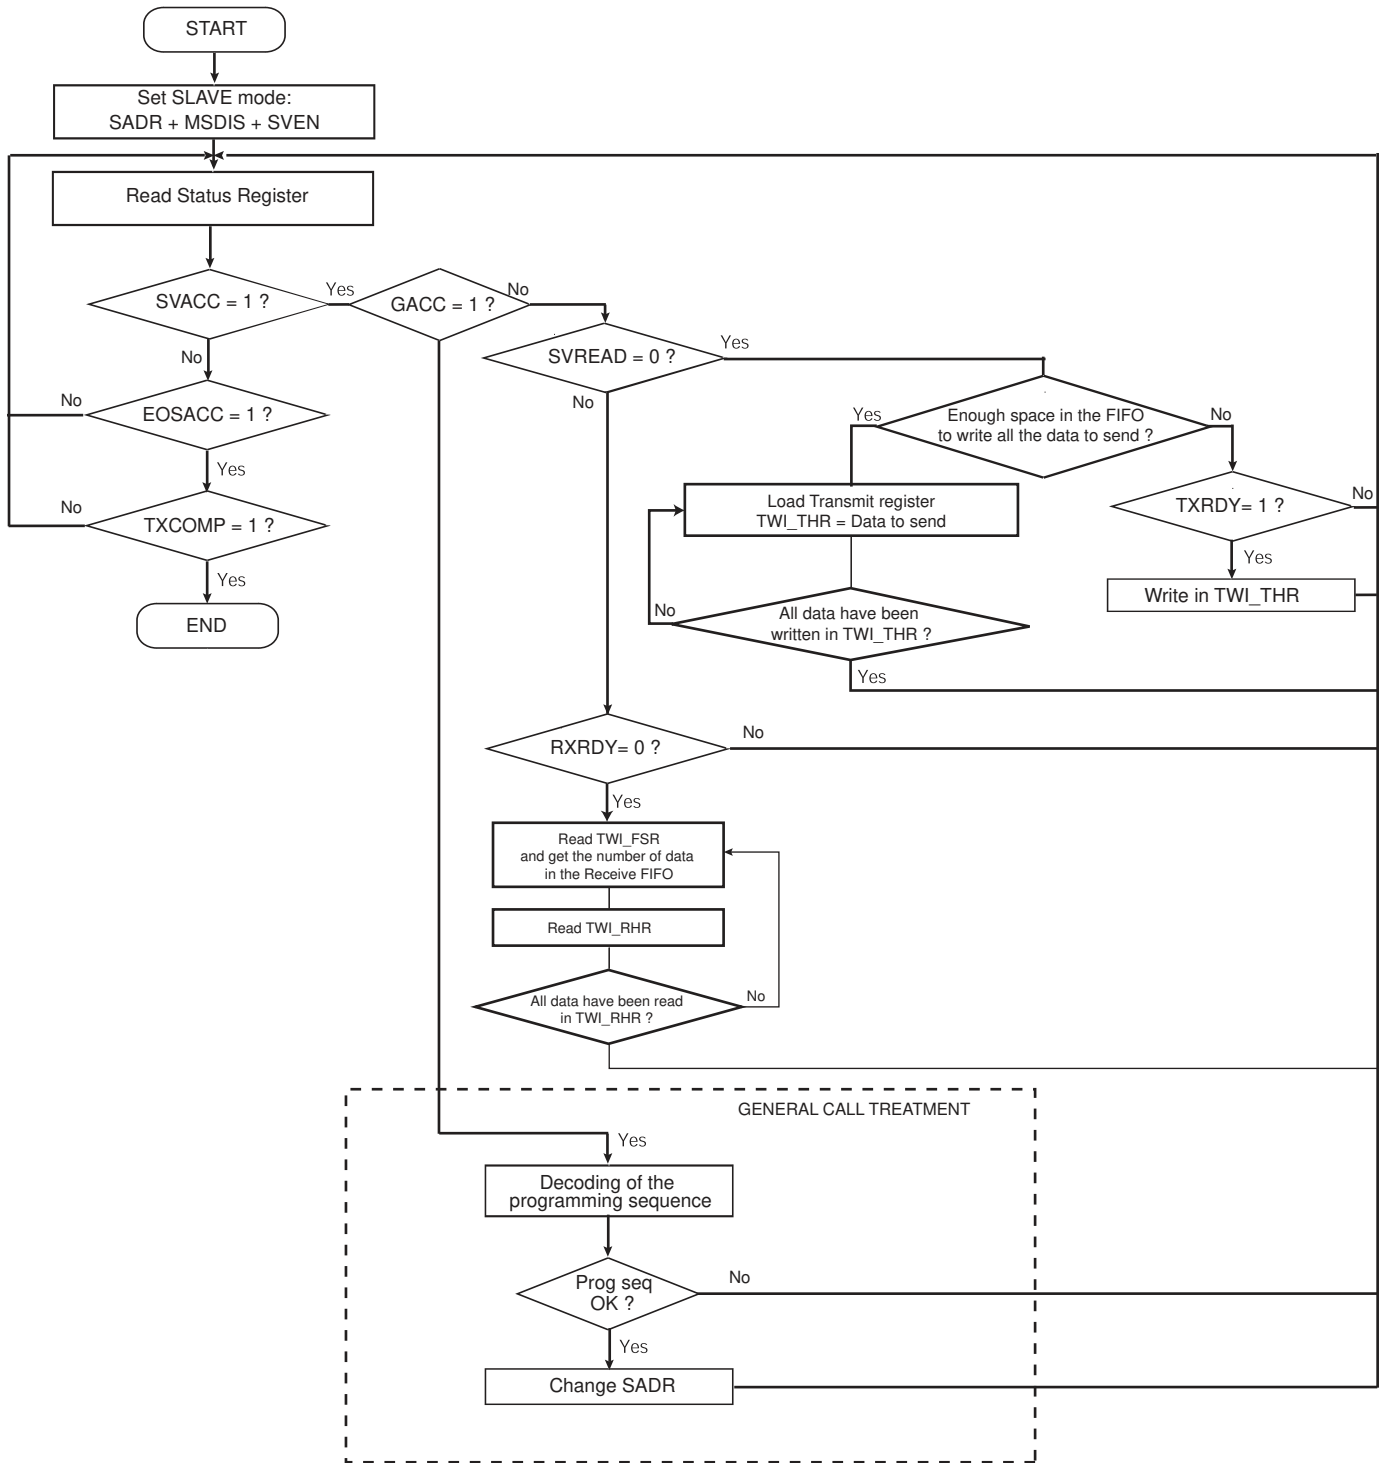 START
Set SLAVE mode:
SADR + MSDIS + SVEN
Read Status Register
SVACC = 1 ?
Yes
GACC = 1 ?
No
SVREAD = 0 ?
Yes
No
EOSACC = 1 ?
No
No
Enough space in the FIFO
to write all the data to send ?
Yes
No
Yes
Load Transmit register
TWI_THR = Data to send
TXRDY= 1 ?
No
No
TXCOMP = 1 ?
Yes
Yes
Write in TWI_THR
END
No
All data have been
written in TWI_THR ?
Yes
RXRDY= 0 ?
No
Yes
Read TWI_FSR
and get the number of data
in the Receive FIFO
Read TWI_RHR
All data have been read
in TWI_RHR ?
No
GENERAL CALL TREATMENT
Yes
Decoding of the
programming sequence
Prog seq
OK ?
No
Yes
Change SADR